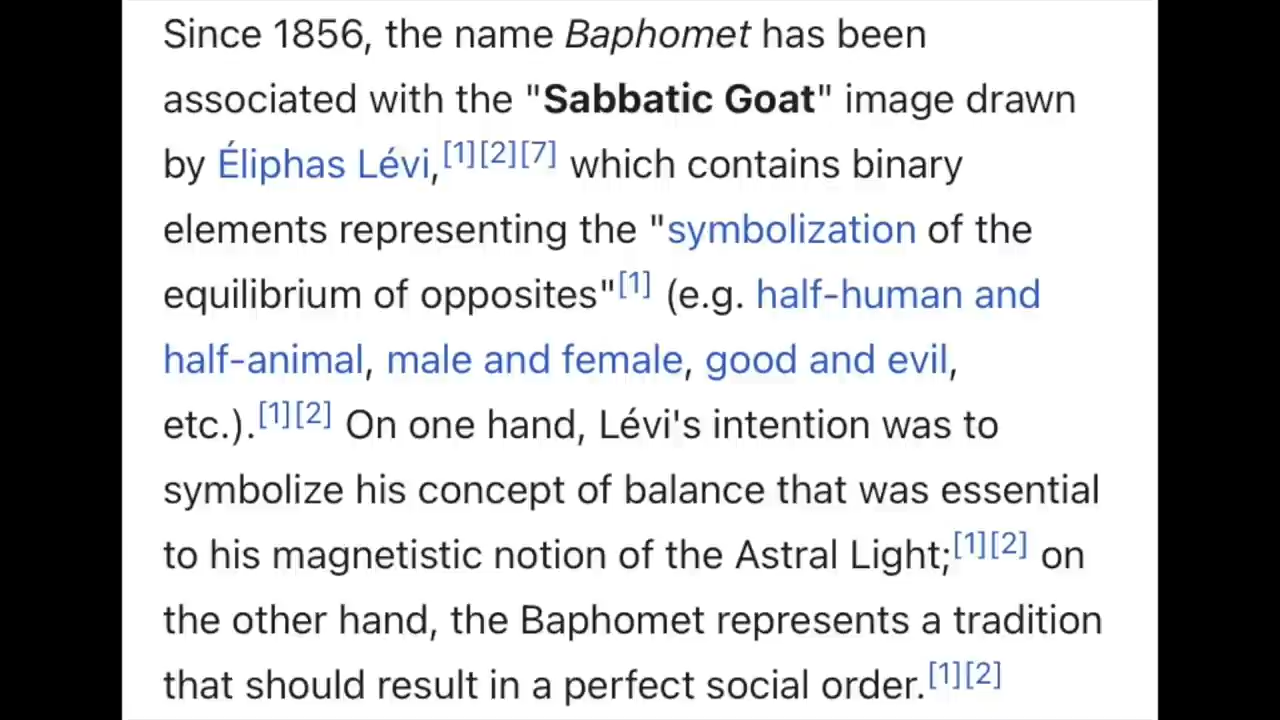 Since 1856, the name Baphomet has been
associated with the "Sabbatic Goat" image drawn
by Éliphas Lévi,[1][2][7] which contains binary
elements representing the "symbolization of the
equilibrium of opposites"[1] (e.g. half-human and
half-animal, male and female, good and evil,
etc.).[1][2] On one hand, Lévi's intention was to
symbolize his concept of balance that was essential
to his magnetistic notion of the Astral Light;[1][2] on
the other hand, the Baphomet represents a tradition
that should result in a perfect social order.[1][2]